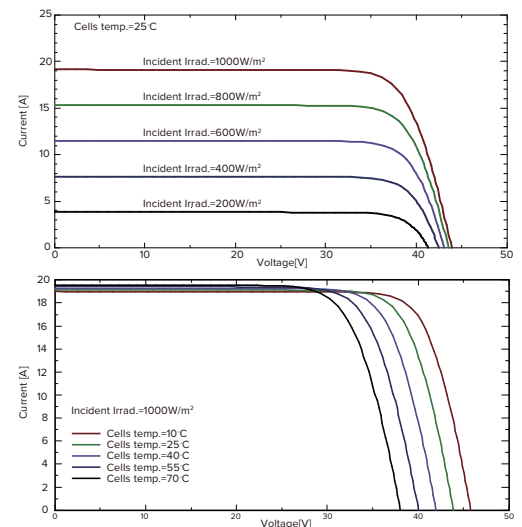 25
Cells temp.=25°C
20
Incident Irrad.=1000W/m²
Incident Irrad.=800W/m²
15
Incident Irrad.=600W/m²
10
Incident Irrad.=400W/m²
5
Incident Irrad.=200W/m²
0
Current [A]
0 10 20 30 40 50
Voltage[V]
20
18
16
14
12
10
8
6
4
2
0
Current [A]
Incident Irrad.=1000W/m²
Cells temp.=10°C
Cells temp.=25°C
Cells temp.=40°C
Cells temp.=55°C
Cells temp.=70°C
0 10 20 30 40 50
Voltage[V]